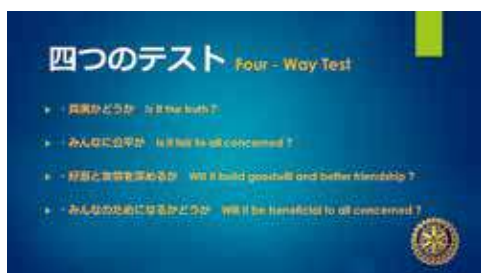 四つのテスト Four - Way Test
・真実かどうか Is it the truth ?
・みんなに公平か Is it fair to all concerned ?
・好意と友情を深めるか Will it build goodwill and better friendship ?
・みんなのためになるかどうか Will it be beneficial to all concerned ?